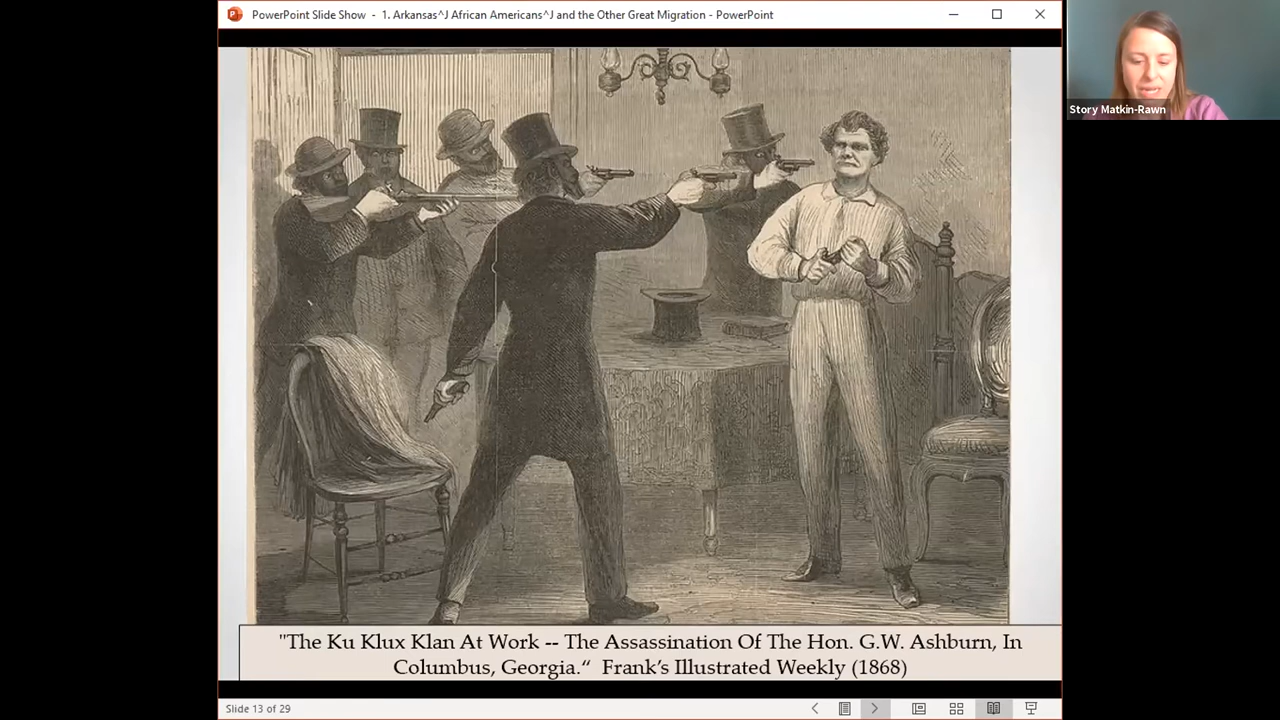 PowerPoint Slide Show - 1. Arkansas^J African Americans^J and the Other Great Migration - PowerPoint
Story Matkin-Rawn
"The Ku Klux Klan At Work -- The Assassination Of The Hon. G.W. Ashburn, In
Columbus, Georgia.“ Frank’s Illustrated Weekly (1868)
Slide 13 of 29